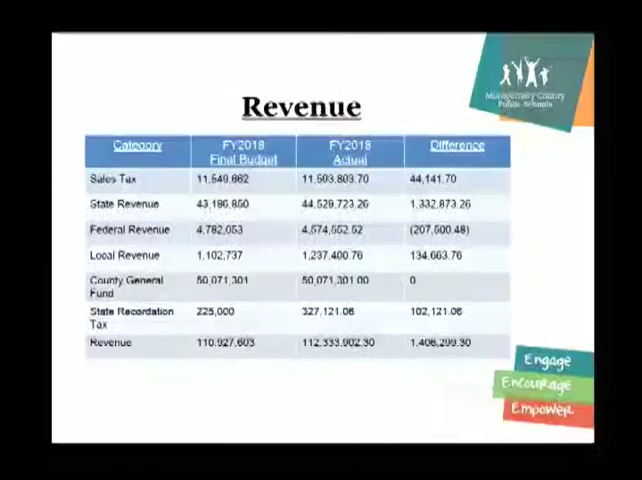 Montgomery County
Public Schools
Revenue
Category FY2018 Final Budget FY2018 Actual Difference
Sales Tax 11,549,662 11,593,803.70 44,141.70
State Revenue 43,196,850 44,529,723.26 1,332,873.26
Federal Revenue 4,782,053 4,574,552.52 (207,500.48)
Local Revenue 1,102,737 1,237,400.76 134,663.76
County General Fund 50,071,301 50,071,301.00 0
State Recordation Tax 225,000 327,121.06 102,121.06
Revenue 110,927,603 112,333,902.30 1,406,299.30
Engage
Encourage
Empower